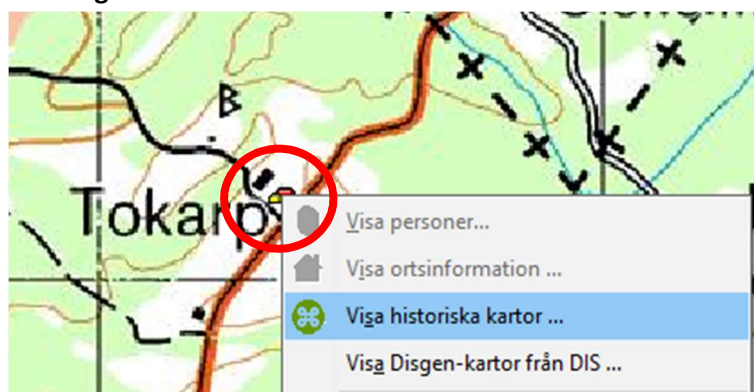 B
Tokarp
Visa personer...
Visa ortsinformation ...
Visa historiska kartor ...
Visa Disgen-kartor från DIS ...